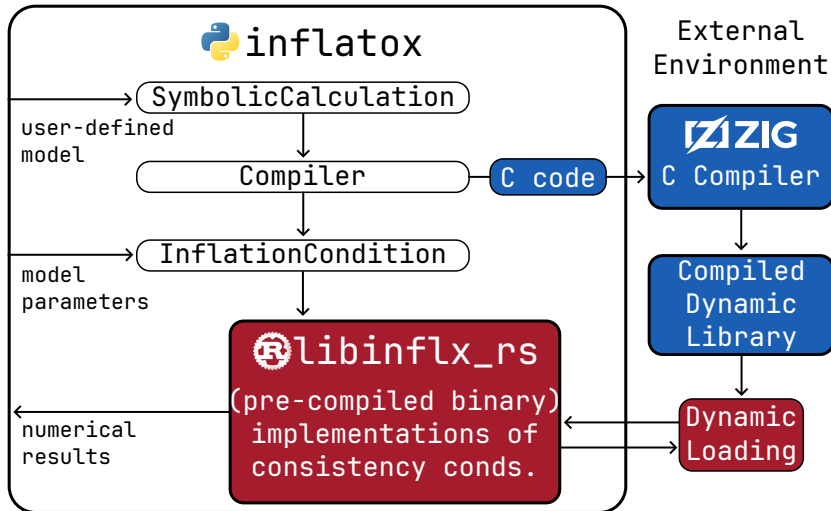 inflatox
External
Environment
SymbolicCalculation
user-defined
model
ZIG
C Compiler
Compiler
C code
InflationCondition
model
parameters
Compiled
Dynamic
Library
R
libinflx_rs
(pre-compiled binary)
implementations of
consistency conds.
numerical
results
Dynamic
Loading